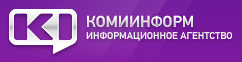 КОМИИНФОРМ
ИНФОРМАЦИОННОЕ АГЕНТСТВО